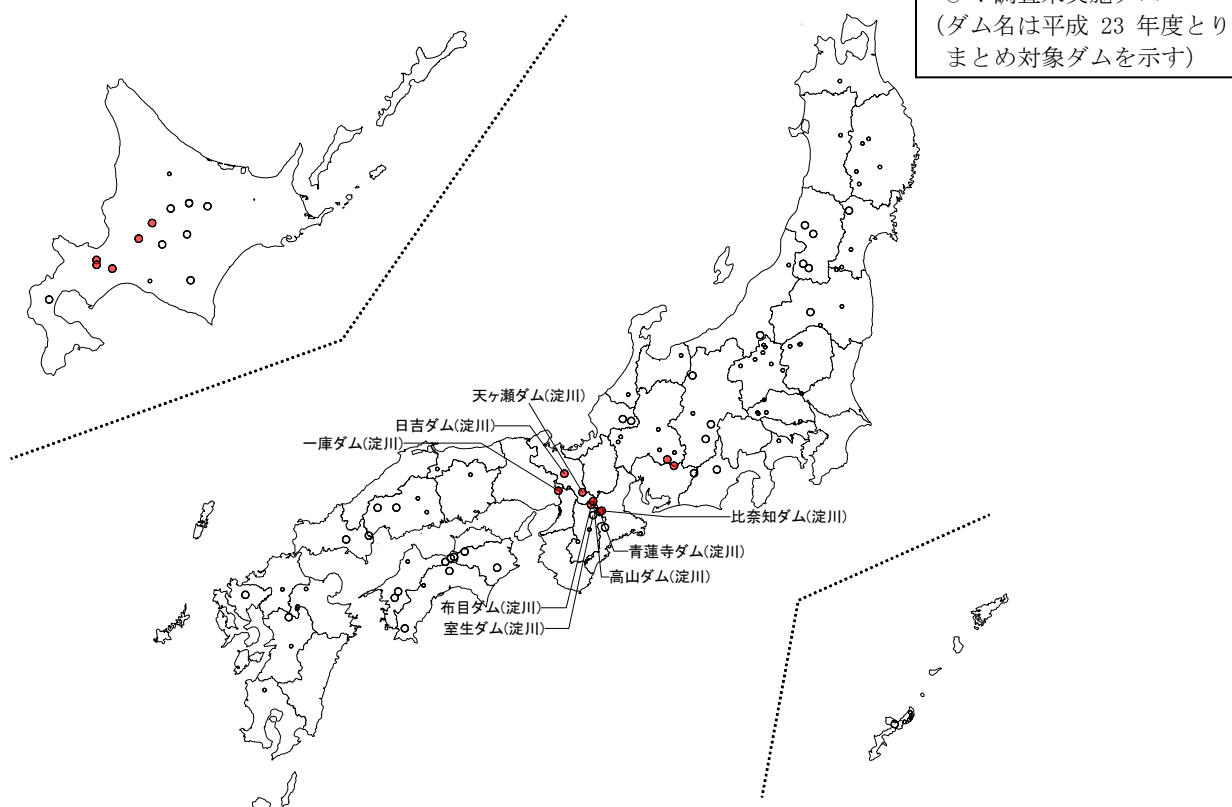 (ダム名は平成 23 年度とり
まとめ対象ダムを示す)
天ヶ瀬ダム(淀川)
日吉ダム(淀川)
一庫ダム(淀川)
比奈知ダム(淀川)
青蓮寺ダム(淀川)
高山ダム(淀川)
布目ダム(淀川)
室生ダム(淀川)